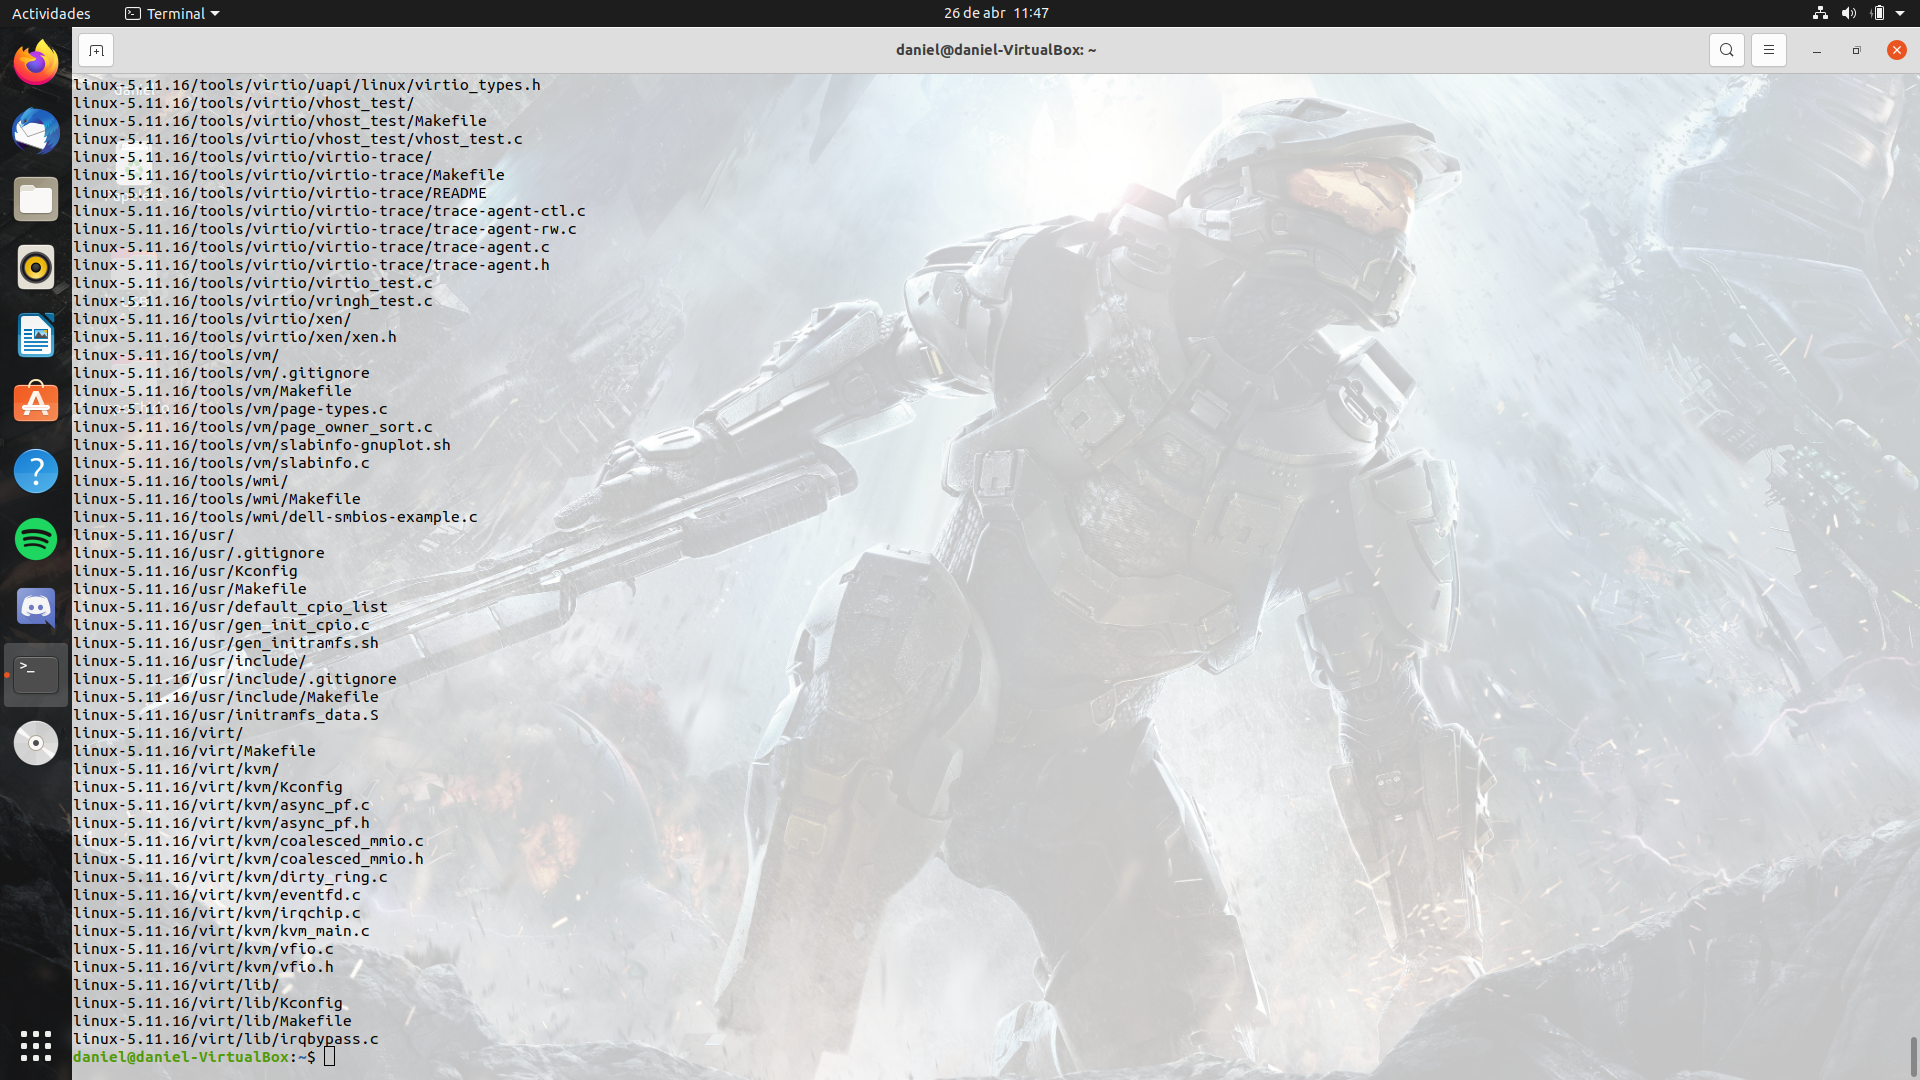 Actividades
Terminal
26 de abr 11:47
daniel@daniel-VirtualBox: ~
linux-5.11.16/tools/virtio/uapi/linux/virtio_types.h
linux-5.11.16/tools/virtio/vhost_test/
linux-5.11.16/tools/virtio/vhost_test/Makefile
linux-5.11.16/tools/virtio/vhost_test/vhost_test.c
linux-5.11.16/tools/virtio/virtio-trace/
linux-5.11.16/tools/virtio/virtio-trace/Makefile
linux-5.11.16/tools/virtio/virtio-trace/README
linux-5.11.16/tools/virtio/virtio-trace/trace-agent-ctl.c
linux-5.11.16/tools/virtio/virtio-trace/trace-agent-rw.c
linux-5.11.16/tools/virtio/virtio-trace/trace-agent.c
linux-5.11.16/tools/virtio/virtio-trace/trace-agent.h
linux-5.11.16/tools/virtio/virtio_test.c
linux-5.11.16/tools/virtio/vringh_test.c
linux-5.11.16/tools/virtio/xen/
linux-5.11.16/tools/virtio/xen/xen.h
linux-5.11.16/tools/vm/
linux-5.11.16/tools/vm/.gitignore
linux-5.11.16/tools/vm/Makefile
linux-5.11.16/tools/vm/page-types.c
linux-5.11.16/tools/vm/page_owner_sort.c
linux-5.11.16/tools/vm/slabinfo-gnuplot.sh
linux-5.11.16/tools/vm/slabinfo.c
linux-5.11.16/tools/wmi/
linux-5.11.16/tools/wmi/Makefile
linux-5.11.16/tools/wmi/dell-smbios-example.c
linux-5.11.16/usr/
linux-5.11.16/usr/.gitignore
linux-5.11.16/usr/Kconfig
linux-5.11.16/usr/Makefile
linux-5.11.16/usr/default_cpio_list
linux-5.11.16/usr/gen_init_cpio.c
linux-5.11.16/usr/gen_initramfs.sh
linux-5.11.16/usr/include/
linux-5.11.16/usr/include/.gitignore
linux-5.11.16/usr/include/Makefile
linux-5.11.16/usr/initramfs_data.S
linux-5.11.16/virt/
linux-5.11.16/virt/Makefile
linux-5.11.16/virt/kvm/
linux-5.11.16/virt/kvm/Kconfig
linux-5.11.16/virt/kvm/async_pf.c
linux-5.11.16/virt/kvm/async_pf.h
linux-5.11.16/virt/kvm/coalesced_mmio.c
linux-5.11.16/virt/kvm/coalesced_mmio.h
linux-5.11.16/virt/kvm/dirty_ring.c
linux-5.11.16/virt/kvm/eventfd.c
linux-5.11.16/virt/kvm/irqchip.c
linux-5.11.16/virt/kvm/kvm_main.c
linux-5.11.16/virt/kvm/vfio.c
linux-5.11.16/virt/kvm/vfio.h
linux-5.11.16/virt/lib/
linux-5.11.16/virt/lib/Kconfig
linux-5.11.16/virt/lib/Makefile
linux-5.11.16/virt/lib/irqbypass.c
daniel@daniel-VirtualBox:~$